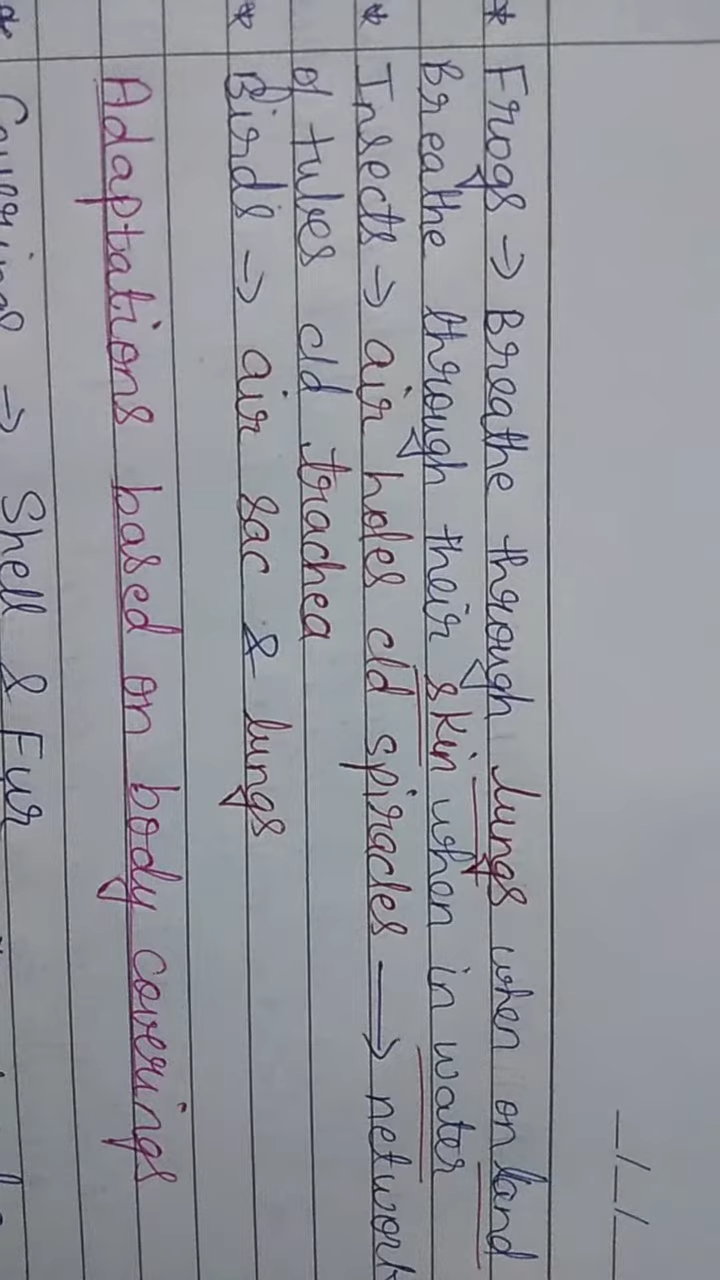 * Frogs → Breathe through lungs when on land
Breathe through their skin when in water
* Insects → air holes cld spiracles → network
of tubes cld trachea
* Birds → air sac & lungs
Adaptations based on body coverings
* Coverings → Shell & Fur